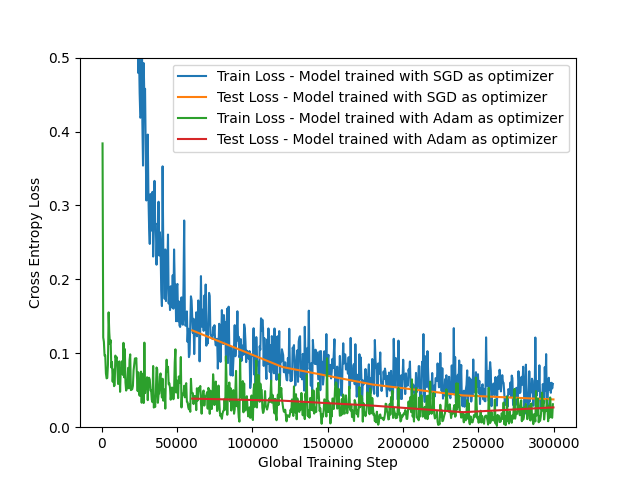 0.5
0.4
0.3
0.2
0.1
0.0
Cross Entropy Loss
Train Loss - Model trained with SGD as optimizer
Test Loss - Model trained with SGD as optimizer
Train Loss - Model trained with Adam as optimizer
Test Loss - Model trained with Adam as optimizer
0 50000 100000 150000 200000 250000 300000
Global Training Step